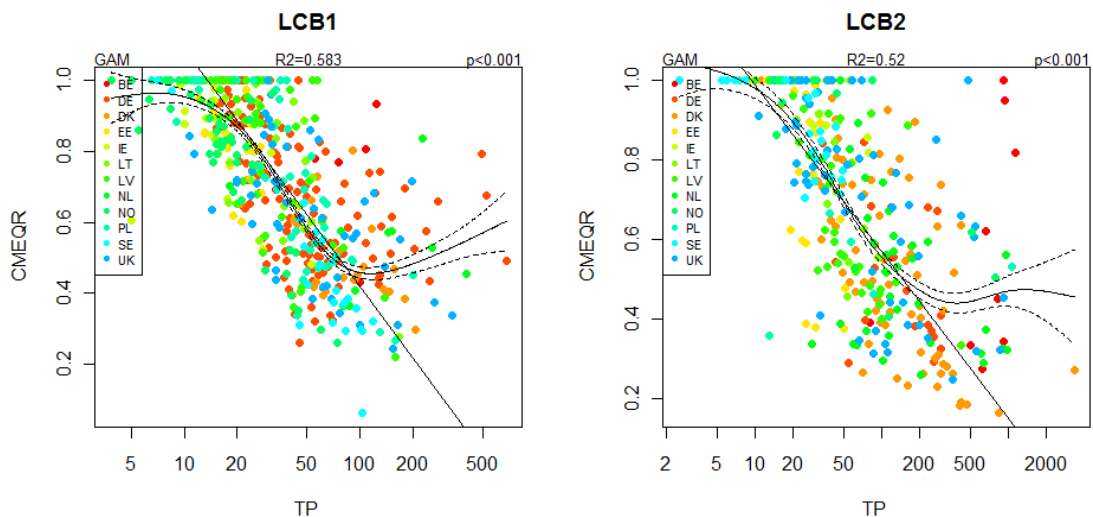 LCB1
GAM R2=0.583 p<0.001
CMEQR
1.0
0.8
0.6
0.4
0.2
BE
DE
DK
EE
IE
LT
LV
NL
NO
PL
SE
UK
5 10 20 50 100 200 500
TP
LCB2
GAM R2=0.52 p<0.001
CMEQR
1.0
0.8
0.6
0.4
0.2
BE
DE
DK
EE
IE
LT
LV
NL
NO
PL
SE
UK
2 5 10 20 50 200 500 2000
TP